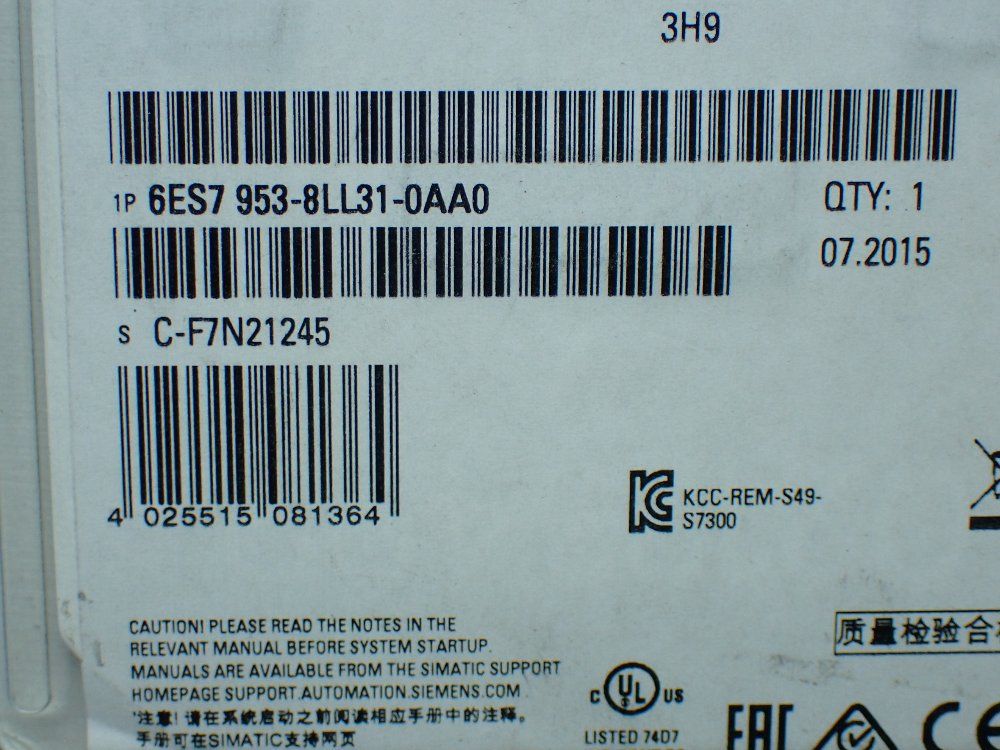 3H9
1P 6ES7 953-8LL31-0AA0
QTY: 1
07.2015
S C-F7N21245
4 025515 081364
KCC-REM-S49-
S7300
CAUTION! PLEASE READ THE NOTES IN THE
RELEVANT MANUAL BEFORE SYSTEM STARTUP.
MANUALS ARE AVAILABLE FROM THE SIMATIC SUPPORT
HOMEPAGE SUPPORT.AUTOMATION.SIEMENS.COM .
'注意! 请在系统启动之前阅读相应手册中的注释。
手册可在SIMATIC支持网页
质量检验合
C UL US
LISTED 74D7
EAC
CE